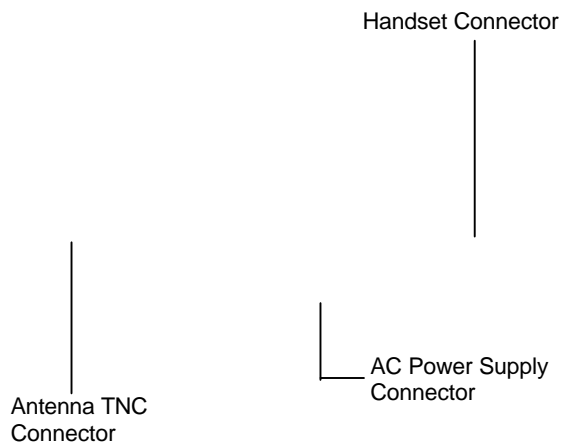 Handset Connector
AC Power Supply
Connector
Antenna TNC
Connector